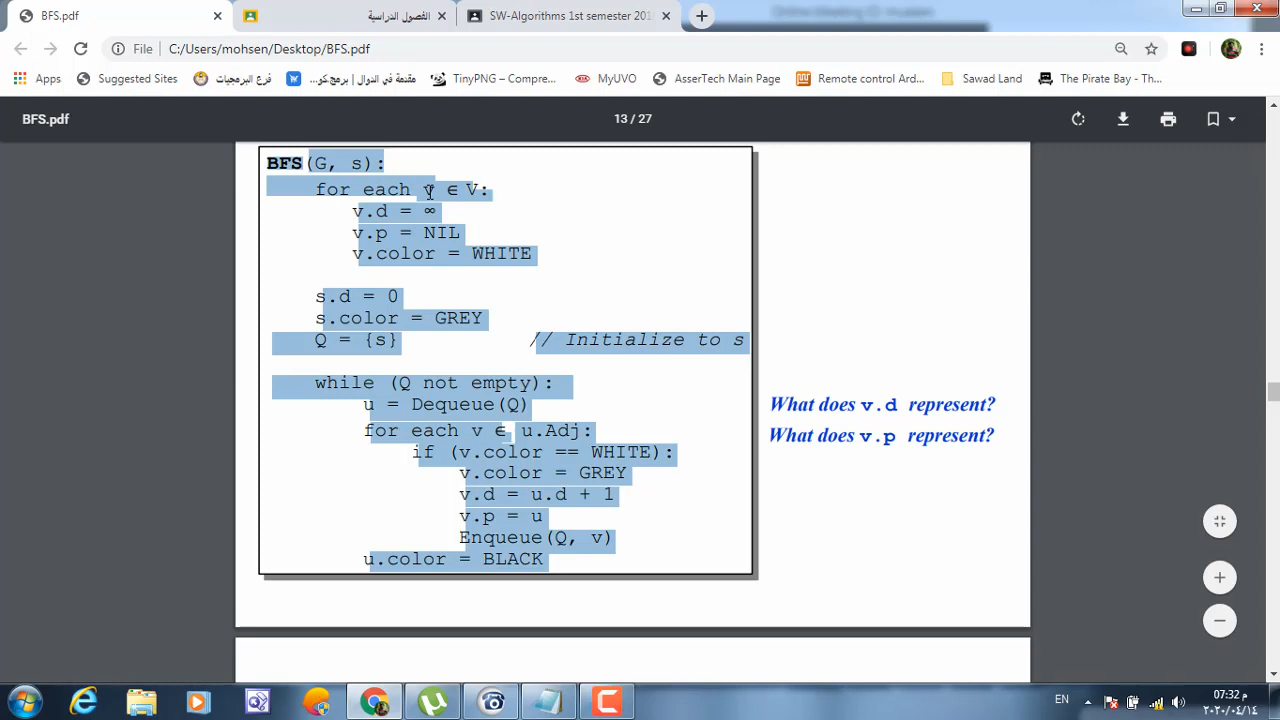 BFS.pdf
الفصول الدراسية
SW-Algorithms 1st semester 201
File
C:/Users/mohsen/Desktop/BFS.pdf
Apps
Suggested Sites
فرع البرمجيات
مقدمة في الدوال | برمج.كو...
TinyPNG – Compre...
MyUVO
AsserTech Main Page
Remote control Ard...
Sawad Land
The Pirate Bay - Th...
BFS.pdf
13 / 27
BFS(G, s):
for each v ∈ V:
v.d = ∞
v.p = NIL
v.color = WHITE
s.d = 0
s.color = GREY
Q = {s} // Initialize to s
while (Q not empty):
u = Dequeue(Q)
for each v ∈ u.Adj:
if (v.color == WHITE):
v.color = GREY
v.d = u.d + 1
v.p = u
Enqueue(Q, v)
u.color = BLACK
What does v.d represent?
What does v.p represent?
EN
07:32 م
٢٠٢٠/٠٤/١٤